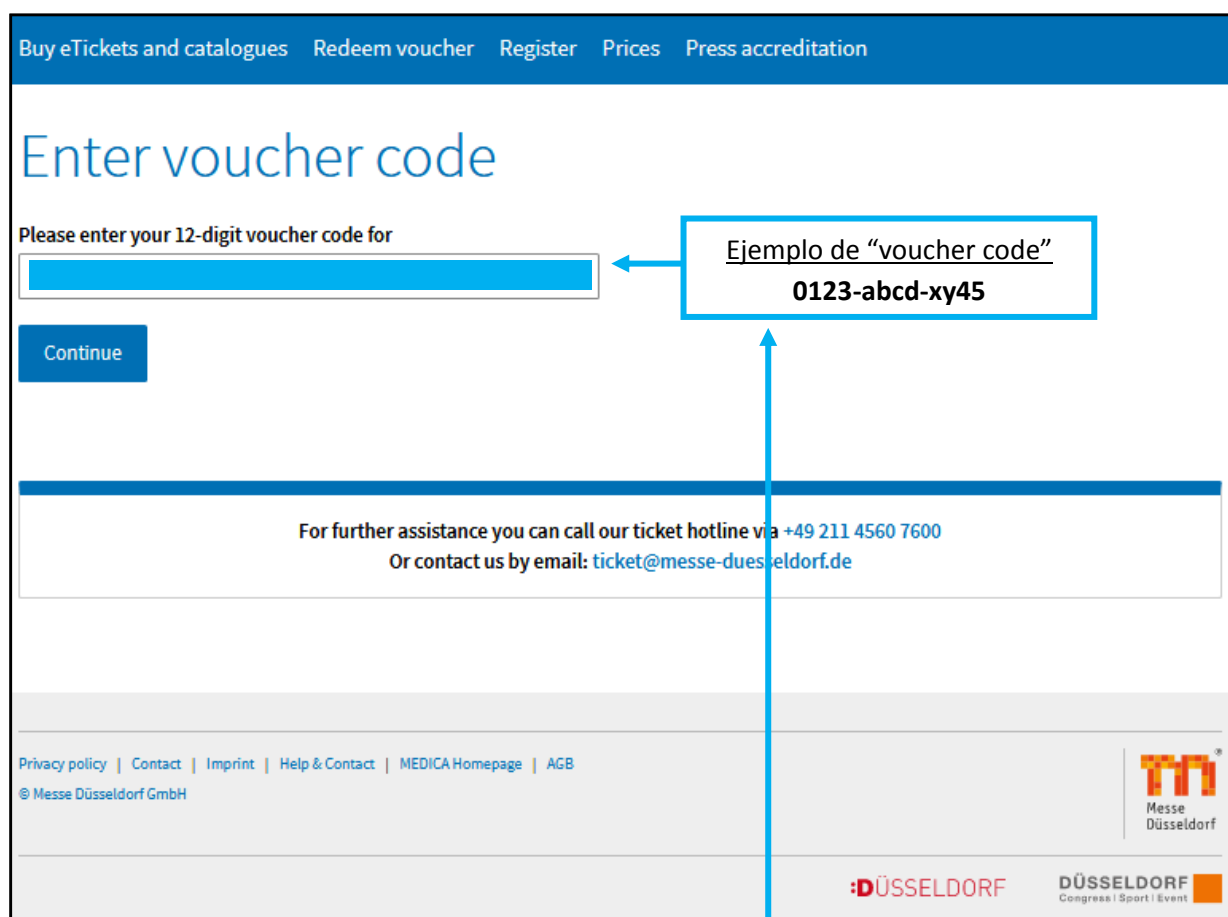 Buy eTickets and catalogues Redeem voucher Register Prices Press accreditation
Enter voucher code
Please enter your 12-digit voucher code for
Ejemplo de “voucher code”
0123-abcd-xy45
Continue
For further assistance you can call our ticket hotline via +49 211 4560 7600
Or contact us by email: ticket@messe-duesseldorf.de
Privacy policy | Contact | Imprint | Help & Contact | MEDICA Homepage | AGB
© Messe Düsseldorf GmbH
®
Messe
Düsseldorf
:DÜSSELDORF
DÜSSELDORF
Congress | Sport | Event